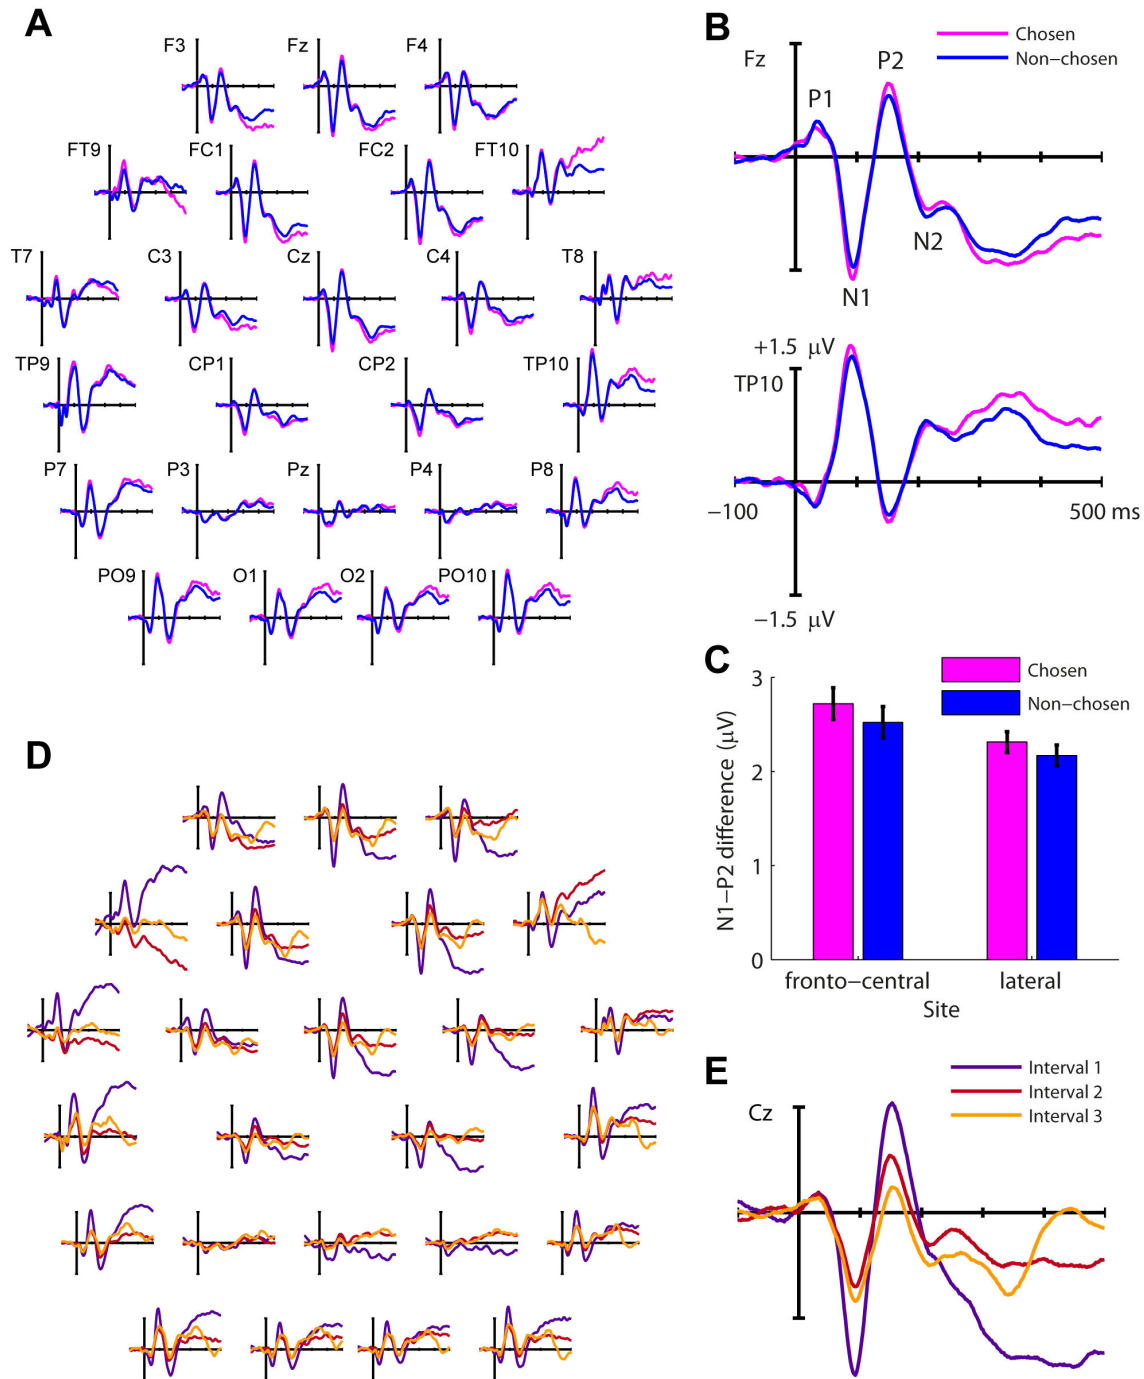 A
F3 Fz F4
FT9 FC1 FC2 FT10
T7 C3 Cz C4 T8
TP9 CP1 CP2 TP10
P7 P3 Pz P4 P8
PO9 O1 O2 PO10
B
Chosen
Non−chosen
Fz
P1
P2
N1
N2
+1.5 μV
TP10
−100
500 ms
−1.5 μV
C
Chosen
Non−chosen
N1−P2 difference (μV)
3
2
1
0
fronto−central lateral
Site
D
E
Interval 1
Interval 2
Interval 3
Cz